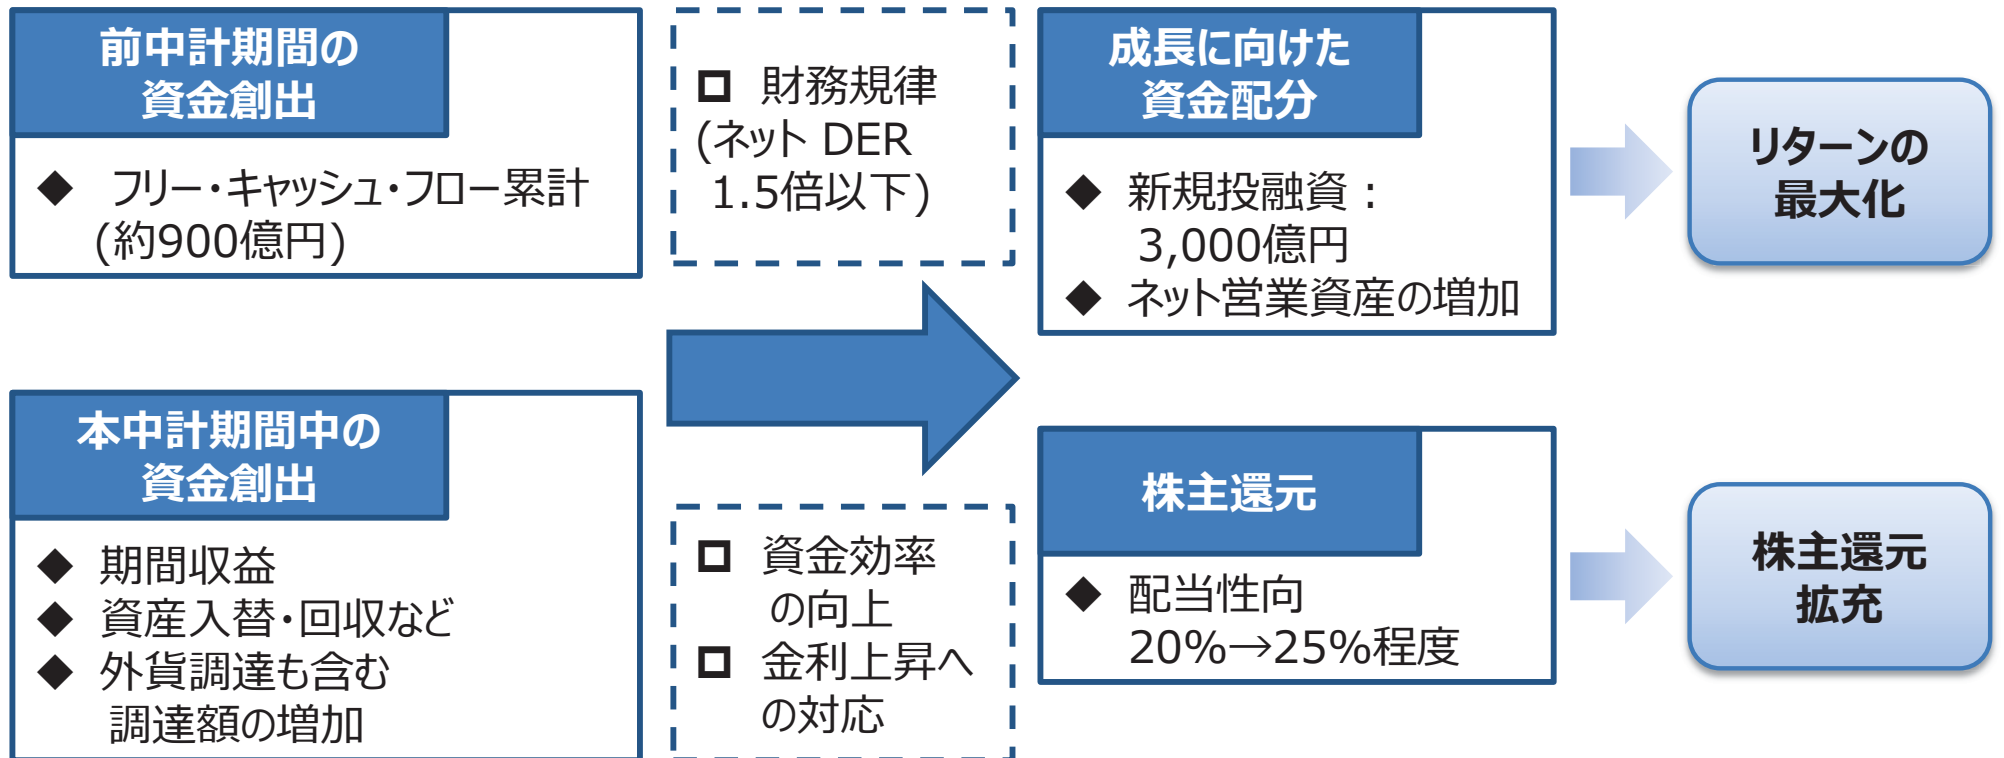 前中計期間の
資金創出
◆ フリー・キャッシュ・フロー累計
(約900億円)
本中計期間中の
資金創出
◆ 期間収益
◆ 資産入替・回収など
◆ 外貨調達も含む
調達額の増加
□ 財務規律
(ネット DER
1.5倍以下)
□ 資金効率
の向上
□ 金利上昇へ
の対応
成長に向けた
資金配分
◆ 新規投融資：
3,000億円
◆ ネット営業資産の増加
株主還元
◆ 配当性向
20%→25%程度
リターンの
最大化
株主還元
拡充